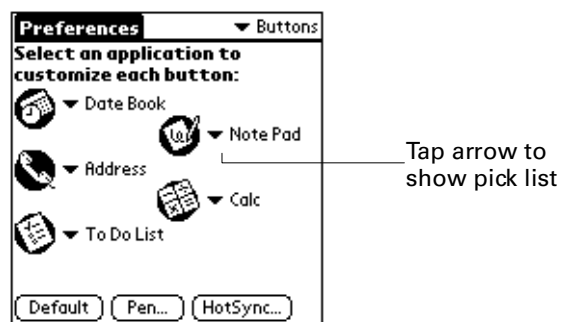 Preferences
Buttons
Select an application to
customize each button:
Date Book
Note Pad
Address
Calc
To Do List
Default
Pen...
HotSync...
Tap arrow to
show pick list